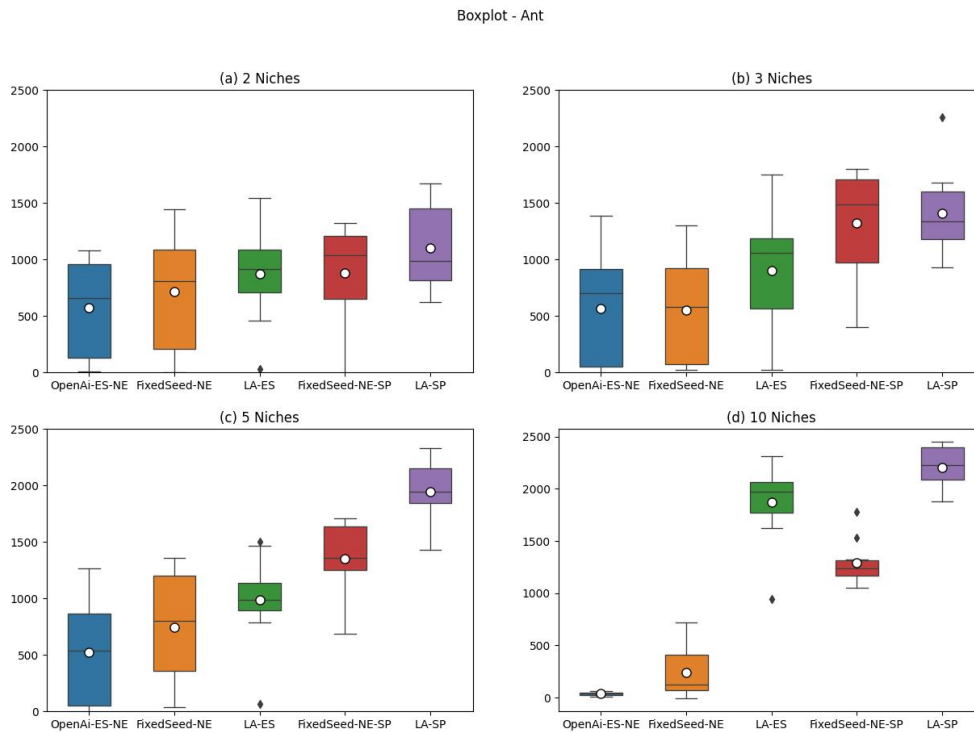 Boxplot - Ant
(a) 2 Niches
2500
2000
1500
1000
500
0
OpenAi-ES-NE FixedSeed-NE LA-ES FixedSeed-NE-SP LA-SP
(b) 3 Niches
2500
2000
1500
1000
500
0
OpenAi-ES-NE FixedSeed-NE LA-ES FixedSeed-NE-SP LA-SP
(c) 5 Niches
2500
2000
1500
1000
500
0
OpenAi-ES-NE FixedSeed-NE LA-ES FixedSeed-NE-SP LA-SP
(d) 10 Niches
2500
2000
1500
1000
500
0
OpenAi-ES-NE FixedSeed-NE LA-ES FixedSeed-NE-SP LA-SP